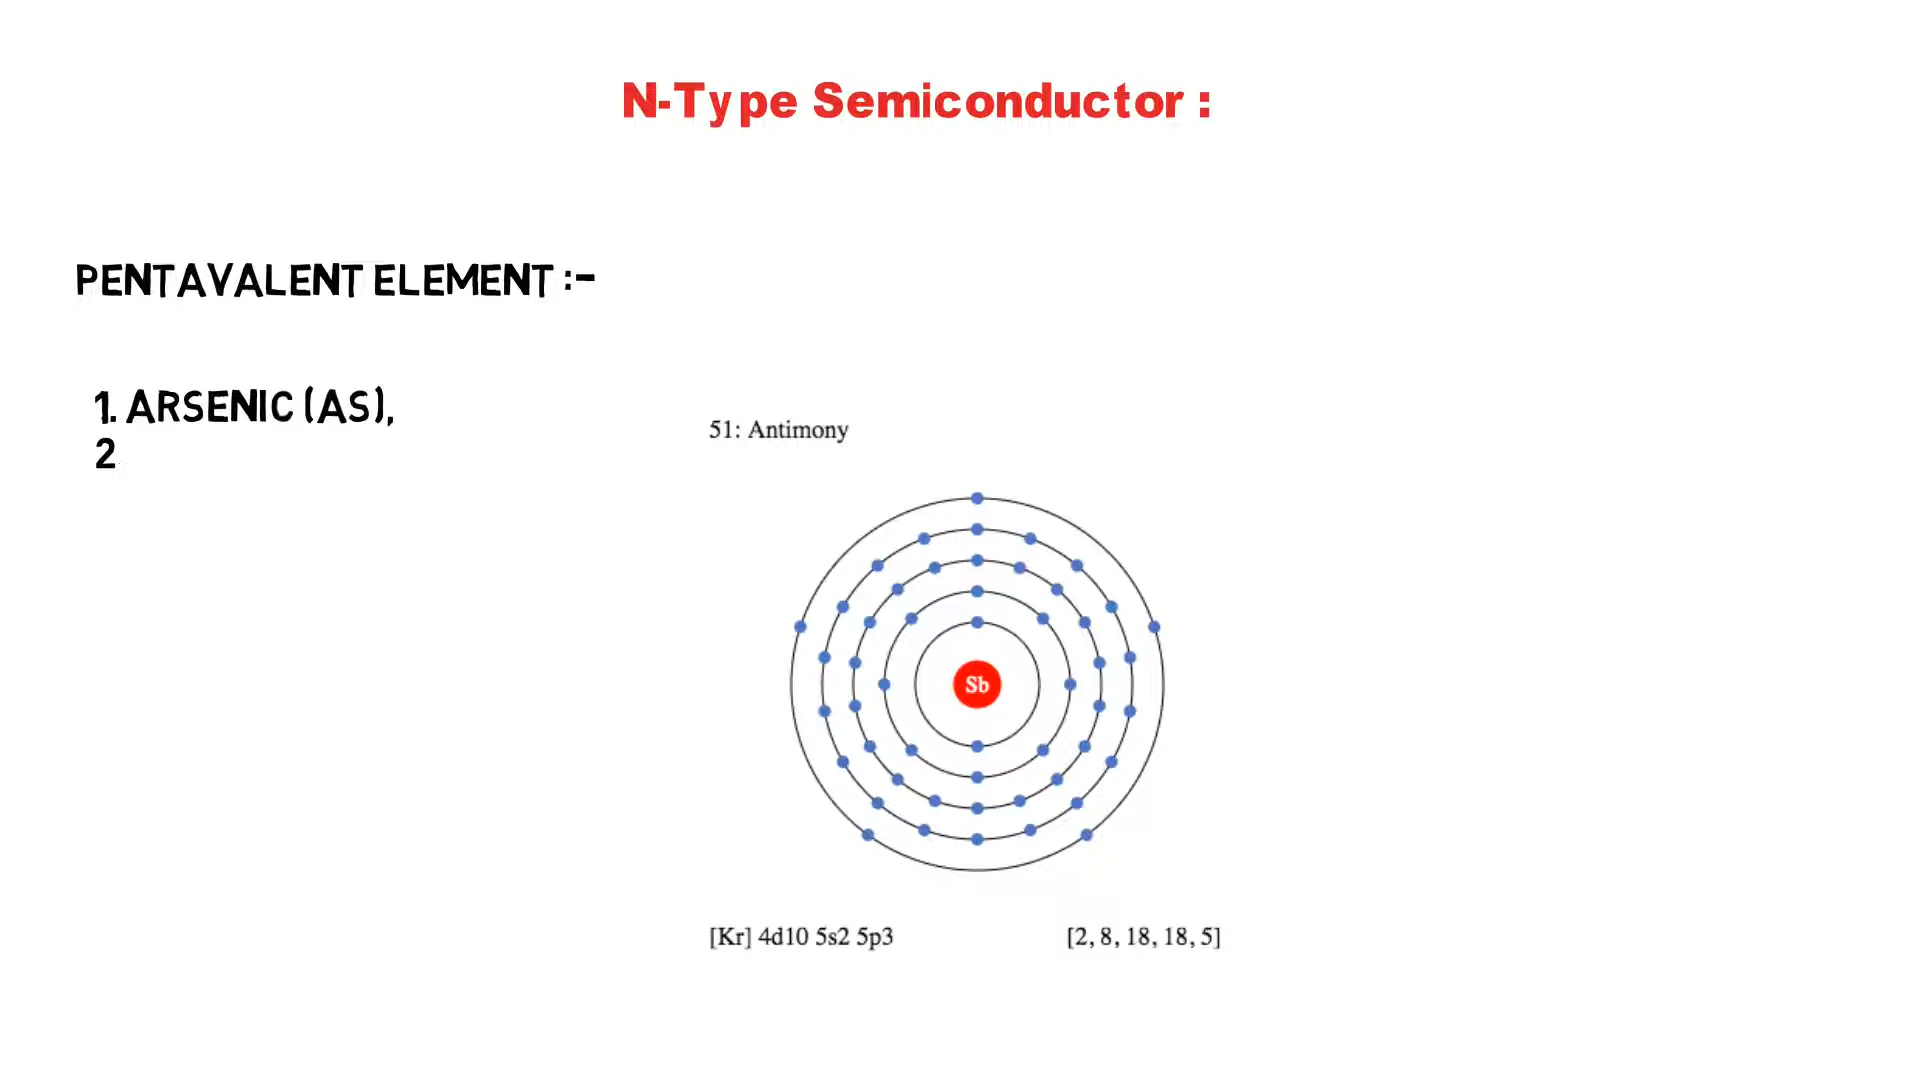 N-Type Semiconductor :
PENTAVALENT ELEMENT :-
1. ARSENIC (AS),
2
51: Antimony
Sb
[Kr] 4d10 5s2 5p3
[2, 8, 18, 18, 5]